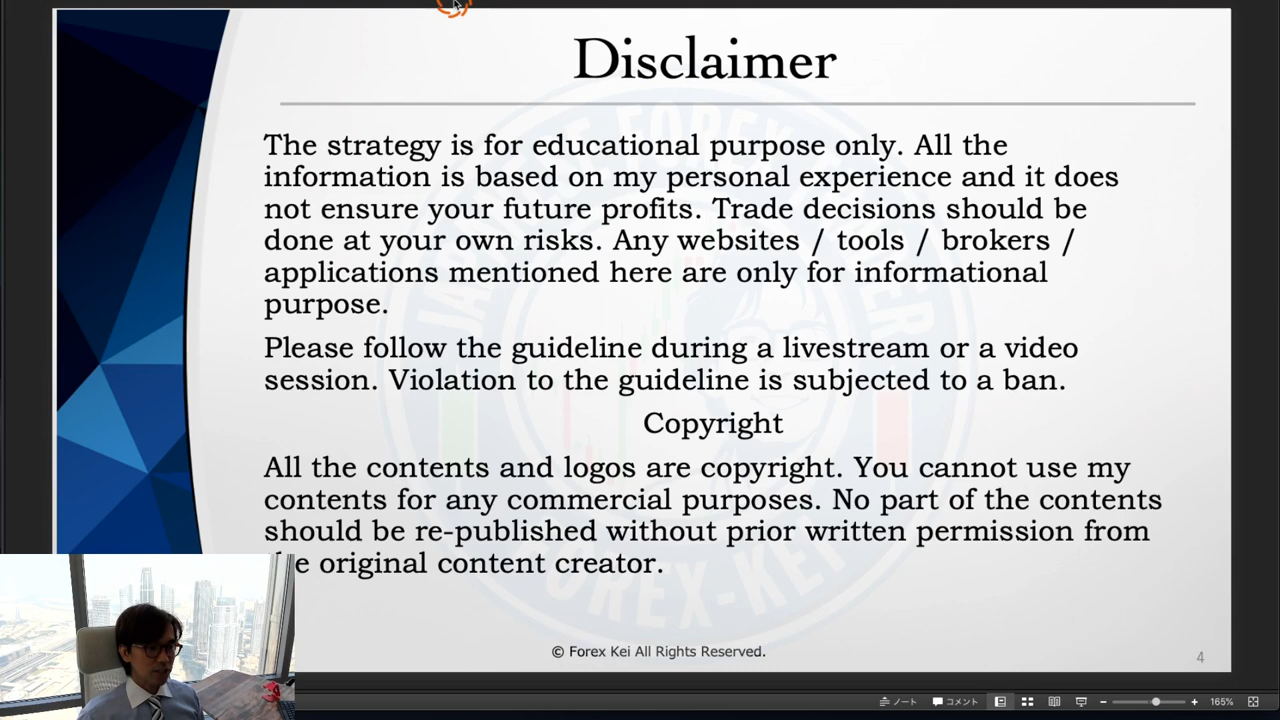 Disclaimer
The strategy is for educational purpose only. All the
information is based on my personal experience and it does
not ensure your future profits. Trade decisions should be
done at your own risks. Any websites / tools / brokers /
applications mentioned here are only for informational
purpose.
Please follow the guideline during a livestream or a video
session. Violation to the guideline is subjected to a ban.
Copyright
All the contents and logos are copyright. You cannot use my
contents for any commercial purposes. No part of the contents
should be re-published without prior written permission from
original content creator.
© Forex Kei All Rights Reserved.
4
JAPANESE FOREX TRADER
FOREX-KEI
ノート コメント 165%